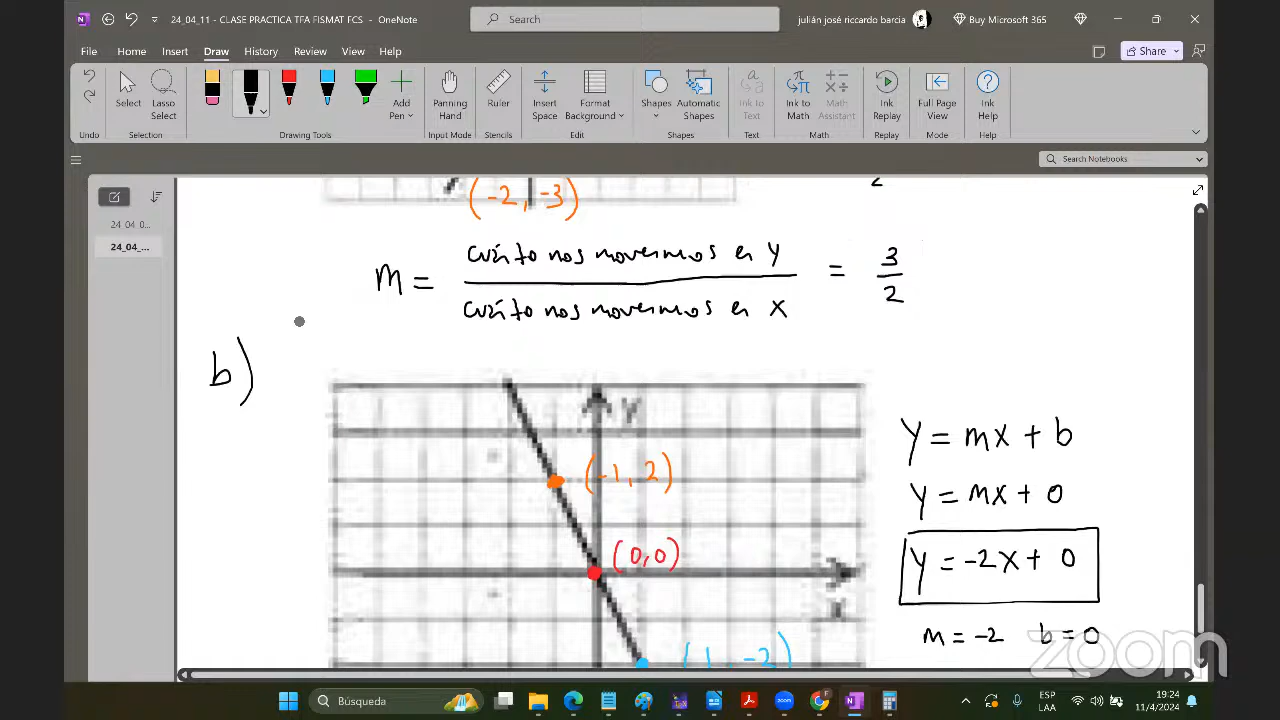 24_04_11 - CLASE PRACTICA TFA FISMAT FCS - OneNote
Search
julián josé riccardo barcia
Buy Microsoft 365
File Home Insert Draw History Review View Help
Share
Select
Lasso Select
Add Pen
Panning Hand
Ruler
Insert Space
Format Background
Shapes
Automatic Shapes
Ink to Text
Ink to Math
Math Assistant
Ink Replay
Full Page View
Ink Help
Undo
Selection
Drawing Tools
Input Mode
Stencils
Edit
Shapes
Text
Math
Replay
Mode
Help
Search Notebooks
24_04_0...
24_04_...
(-2, -3)
2
m = cuánto nos movemos en y / cuánto nos movemos en x = 3/2
b)
Y
(-1, 2)
(0,0)
X
(1, -2)
Y = mX + b
Y = mX + 0
Y = -2X + 0
m = -2 b = 0
zoom
Búsqueda
ESP
LAA
19:24
11/4/2024